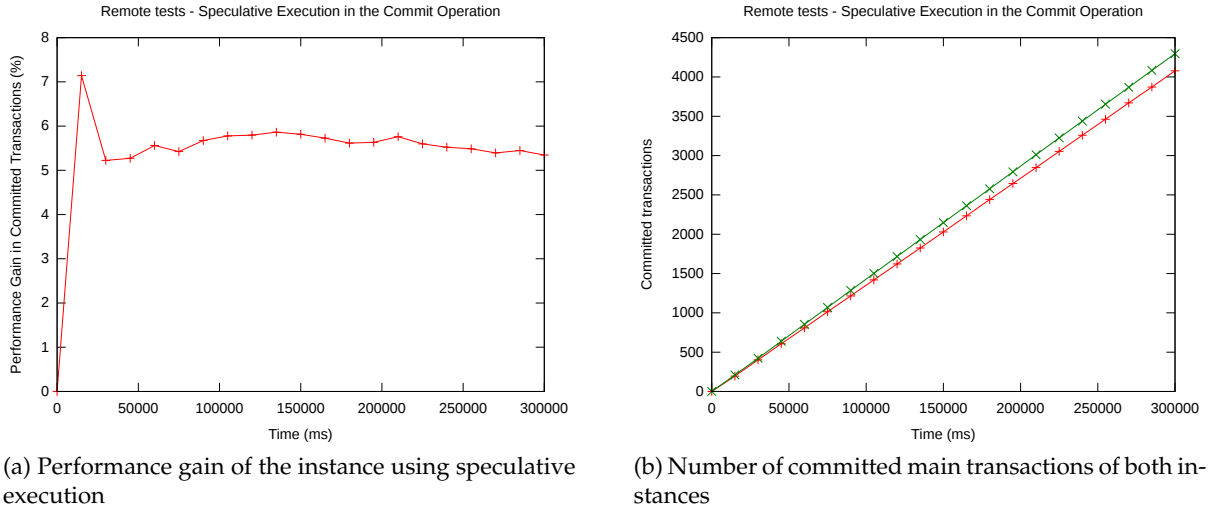 Remote tests - Speculative Execution in the Commit Operation
Performance Gain in Committed Transactions (%)
8
7
6
5
4
3
2
1
0
0 50000 100000 150000 200000 250000 300000
Time (ms)
(a) Performance gain of the instance using speculative
execution
Remote tests - Speculative Execution in the Commit Operation
Committed transactions
4500
4000
3500
3000
2500
2000
1500
1000
500
0
0 50000 100000 150000 200000 250000 300000
Time (ms)
(b) Number of committed main transactions of both in-
stances